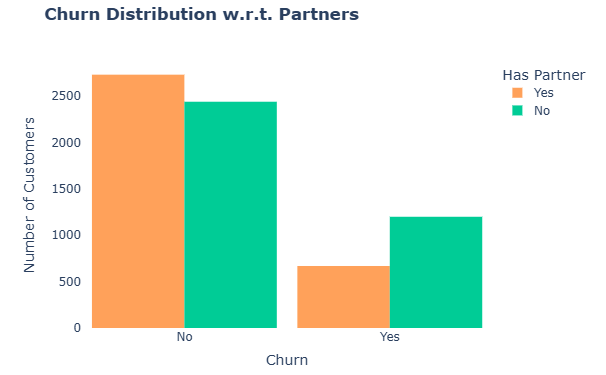 Churn Distribution w.r.t. Partners
Has Partner
Yes
No
Number of Customers
2500
2000
1500
1000
500
0
No
Yes
Churn